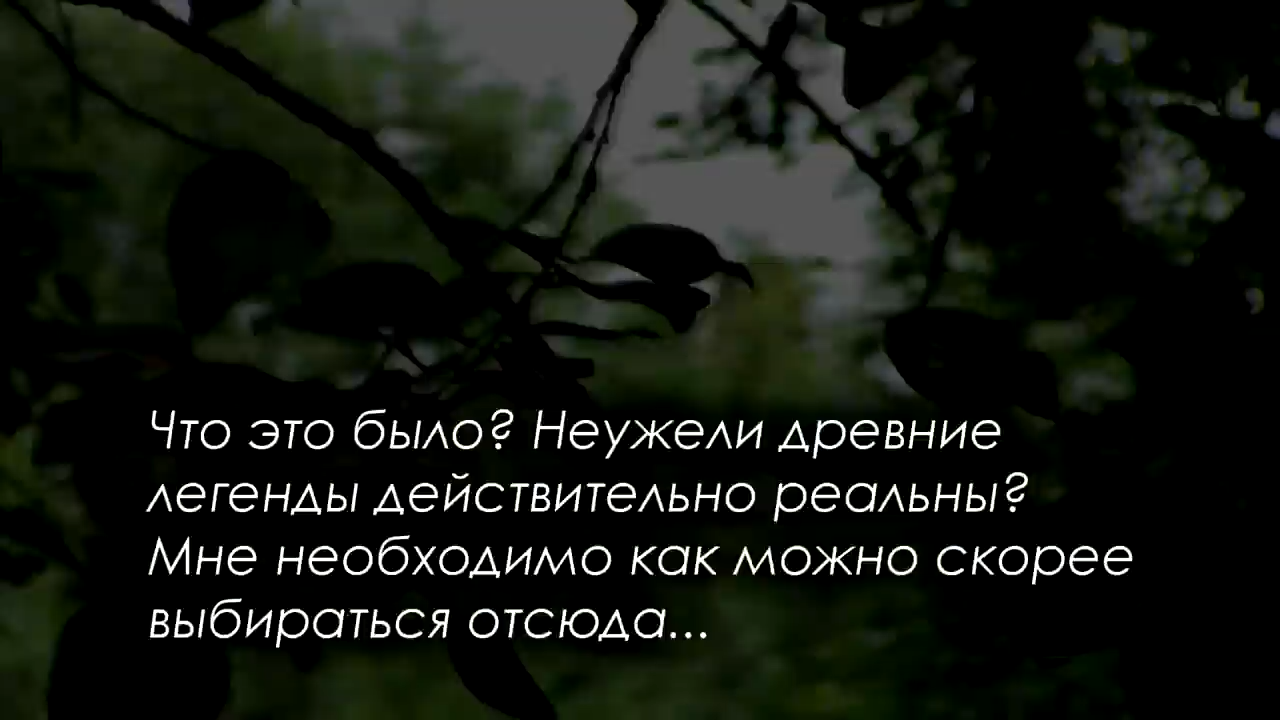 Что это было? Неужели древние
легенды действительно реальны?
Мне необходимо как можно скорее
выбираться отсюда...